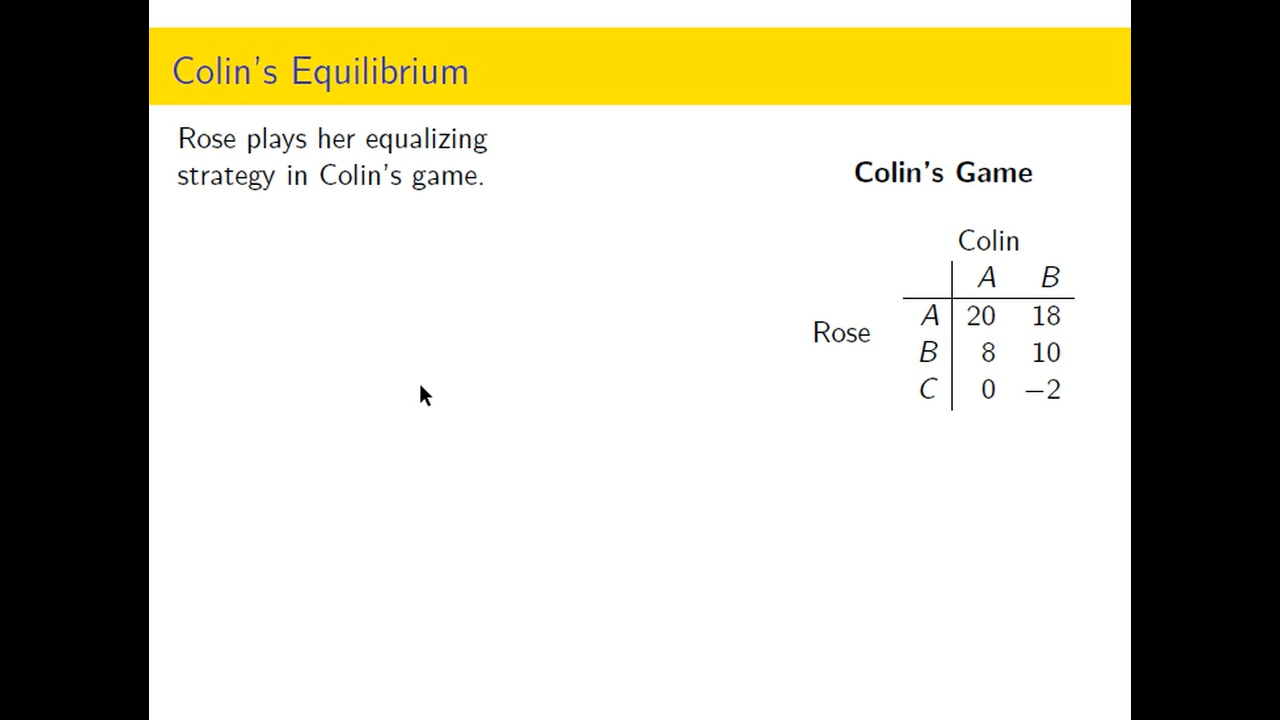 Colin's Equilibrium
Rose plays her equalizing
strategy in Colin's game.
Colin's Game
Colin
A B
Rose
A 20 18
B 8 10
C 0 −2